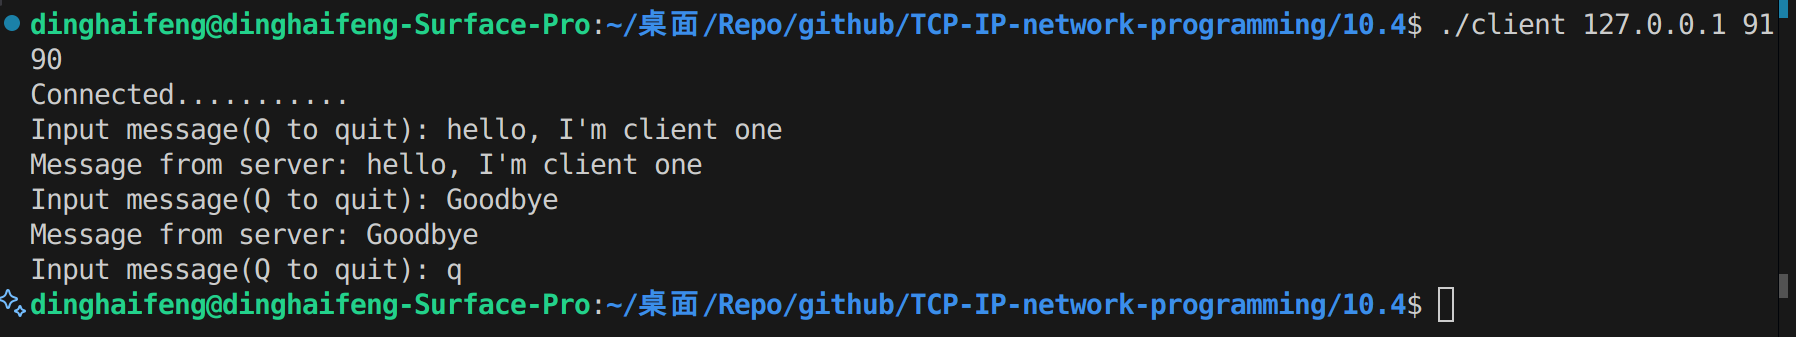 dinghaifeng@dinghaifeng-Surface-Pro:~/桌面/Repo/github/TCP-IP-network-programming/10.4$ ./client 127.0.0.1 91
90
Connected...........
Input message(Q to quit): hello, I'm client one
Message from server: hello, I'm client one
Input message(Q to quit): Goodbye
Message from server: Goodbye
Input message(Q to quit): q
dinghaifeng@dinghaifeng-Surface-Pro:~/桌面/Repo/github/TCP-IP-network-programming/10.4$